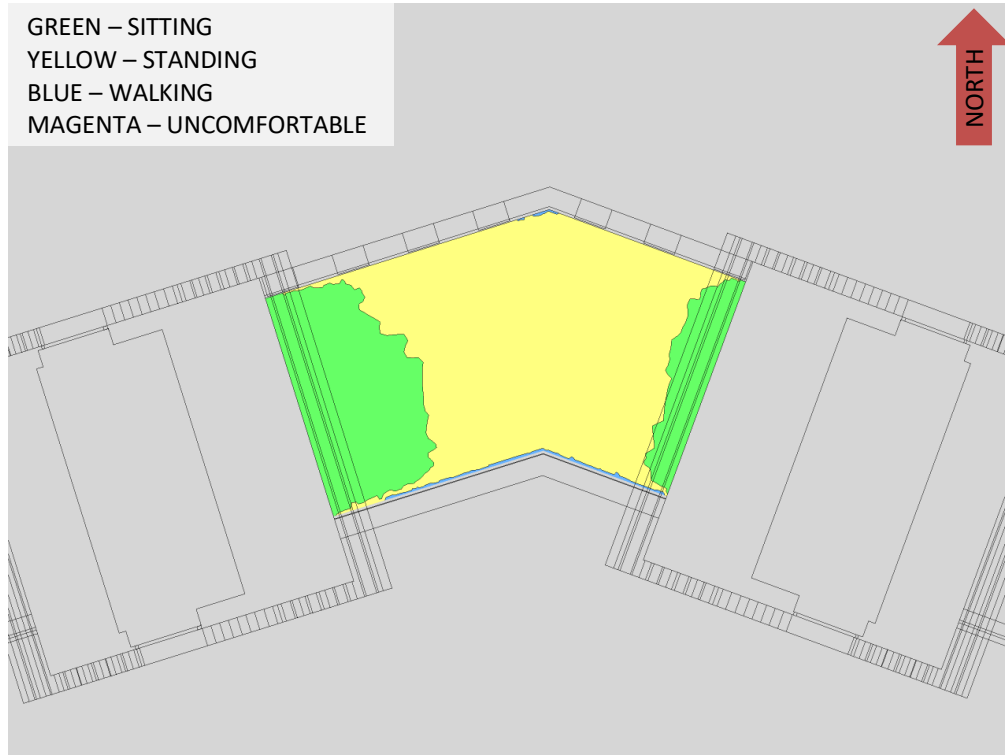 GREEN – SITTING
YELLOW – STANDING
BLUE – WALKING
MAGENTA – UNCOMFORTABLE
NORTH